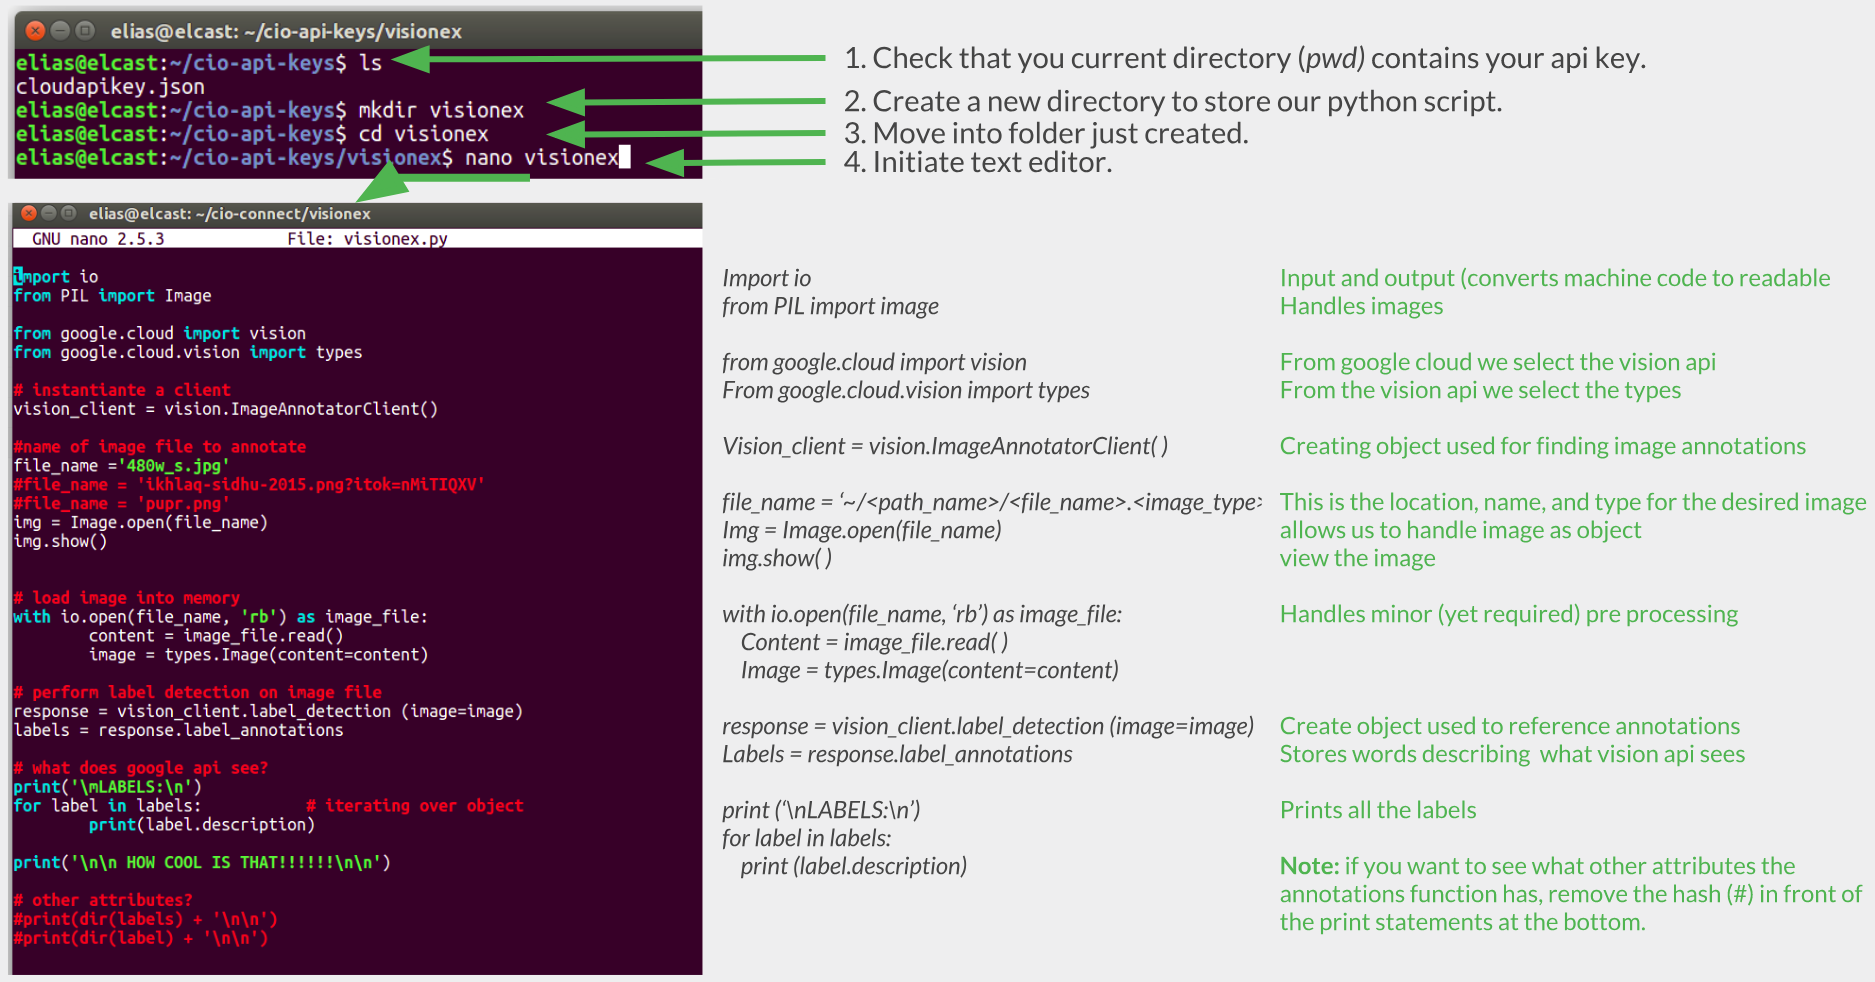 elias@elcast: ~/cio-api-keys/visionex
elias@elcast:~/cio-api-keys$ ls
cloudapikey.json
elias@elcast:~/cio-api-keys$ mkdir visionex
elias@elcast:~/cio-api-keys$ cd visionex
elias@elcast:~/cio-api-keys/visionex$ nano visionex
1. Check that you current directory (pwd) contains your api key.
2. Create a new directory to store our python script.
3. Move into folder just created.
4. Initiate text editor.
elias@elcast: ~/cio-connect/visionex
GNU nano 2.5.3 File: visionex.py
import io
from PIL import Image
from google.cloud import vision
from google.cloud.vision import types
# instantiante a client
vision_client = vision.ImageAnnotatorClient()
#name of image file to annotate
file_name ='480w_s.jpg'
#file_name = 'ikhlaq-sidhu-2015.png?itok=nMiTIQXV'
#file_name = 'pupr.png'
img = Image.open(file_name)
img.show()
# load image into memory
with io.open(file_name, 'rb') as image_file:
content = image_file.read()
image = types.Image(content=content)
# perform label detection on image file
response = vision_client.label_detection (image=image)
labels = response.label_annotations
# what does google api see?
print('\mLABELS:\n')
for label in labels: # iterating over object
print(label.description)
print('\n\n HOW COOL IS THAT!!!!!!\n\n')
# other attributes?
#print(dir(labels) + '\n\n')
#print(dir(label) + '\n\n')
Import io
from PIL import image
from google.cloud import vision
From google.cloud.vision import types
Vision_client = vision.ImageAnnotatorClient( )
file_name = ‘~/<path_name>/<file_name>.<image_type>
Img = Image.open(file_name)
img.show( )
with io.open(file_name, ‘rb’) as image_file:
Content = image_file.read( )
Image = types.Image(content=content)
response = vision_client.label_detection (image=image)
Labels = response.label_annotations
print (‘\nLABELS:\n’)
for label in labels:
print (label.description)
Input and output (converts machine code to readable
Handles images
From google cloud we select the vision api
From the vision api we select the types
Creating object used for finding image annotations
This is the location, name, and type for the desired image
allows us to handle image as object
view the image
Handles minor (yet required) pre processing
Create object used to reference annotations
Stores words describing  what vision api sees
Prints all the labels
Note: if you want to see what other attributes the
annotations function has, remove the hash (#) in front of
the print statements at the bottom.